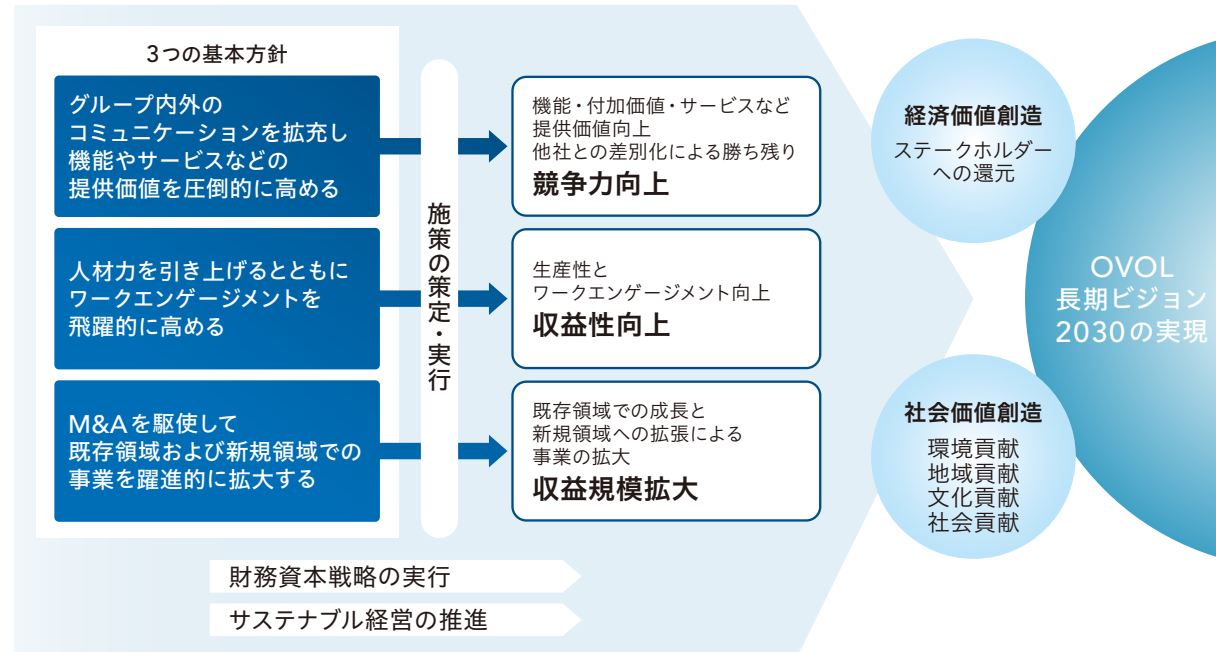 3つの基本方針
グループ内外の
コミュニケーションを拡充し
機能やサービスなどの
提供価値を圧倒的に高める
人材力を引き上げるとともに
ワークエンゲージメントを
飛躍的に高める
M&Aを駆使して
既存領域および新規領域での
事業を躍進的に拡大する
施策の策定・実行
機能・付加価値・サービスなど
提供価値向上
他社との差別化による勝ち残り
競争力向上
生産性と
ワークエンゲージメント向上
収益性向上
既存領域での成長と
新規領域への拡張による
事業の拡大
収益規模拡大
財務資本戦略の実行
サステナブル経営の推進
経済価値創造
ステークホルダー
への還元
社会価値創造
環境貢献
地域貢献
文化貢献
社会貢献
OVOL
長期ビジョン
2030の実現